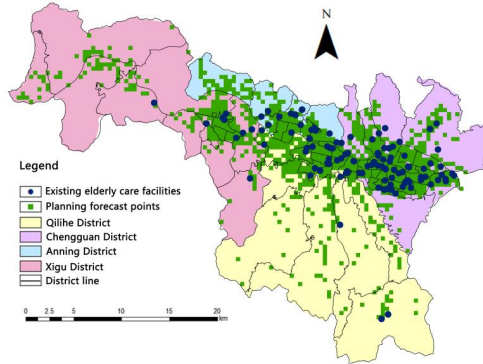 N
Legend
Existing elderly care facilities
Planning forecast points
Qilihe District
Chengguan District
Anning District
Xigu District
District line
0 2.5 5 10 15 20
km